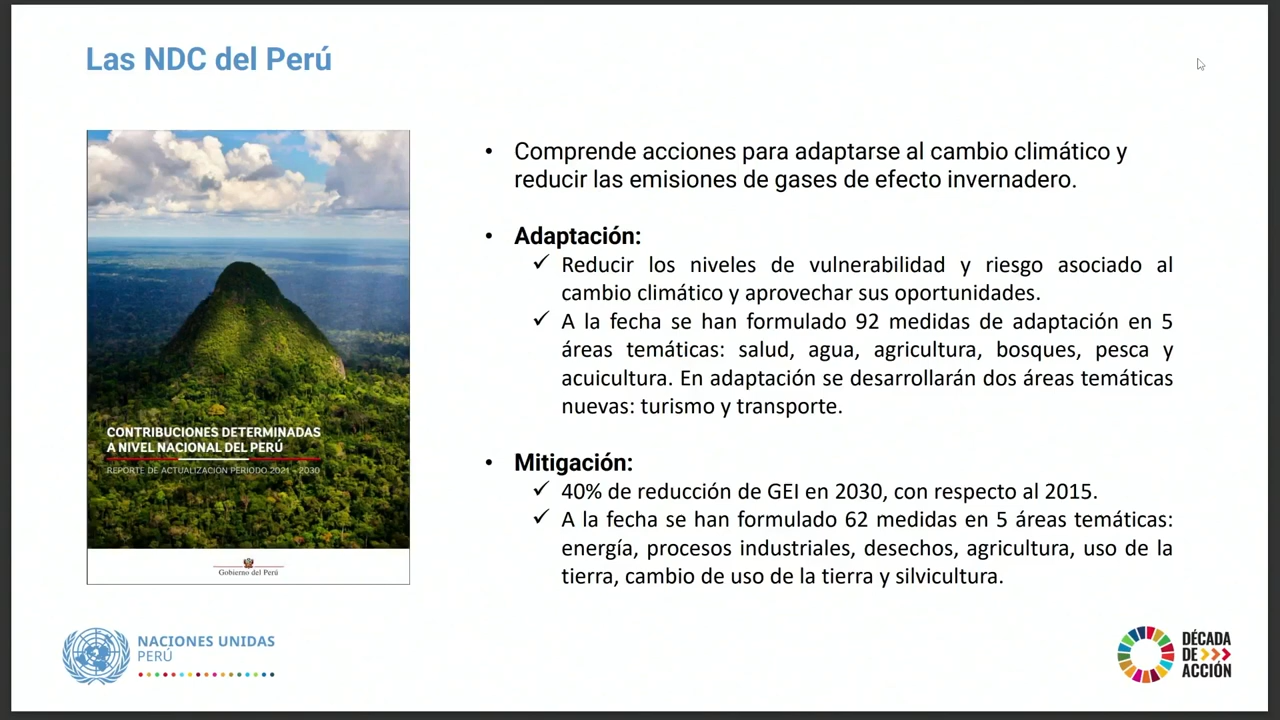 Las NDC del Perú
CONTRIBUCIONES DETERMINADAS
A NIVEL NACIONAL DEL PERÚ
REPORTE DE ACTUALIZACIÓN PERIODO 2021 - 2030
Gobierno del Perú
• Comprende acciones para adaptarse al cambio climático y
reducir las emisiones de gases de efecto invernadero.
• Adaptación:
✓ Reducir los niveles de vulnerabilidad y riesgo asociado al
cambio climático y aprovechar sus oportunidades.
✓ A la fecha se han formulado 92 medidas de adaptación en 5
áreas temáticas: salud, agua, agricultura, bosques, pesca y
acuicultura. En adaptación se desarrollarán dos áreas temáticas
nuevas: turismo y transporte.
• Mitigación:
✓ 40% de reducción de GEI en 2030, con respecto al 2015.
✓ A la fecha se han formulado 62 medidas en 5 áreas temáticas:
energía, procesos industriales, desechos, agricultura, uso de la
tierra, cambio de uso de la tierra y silvicultura.
NACIONES UNIDAS
PERÚ
DÉCADA
DE
ACCIÓN